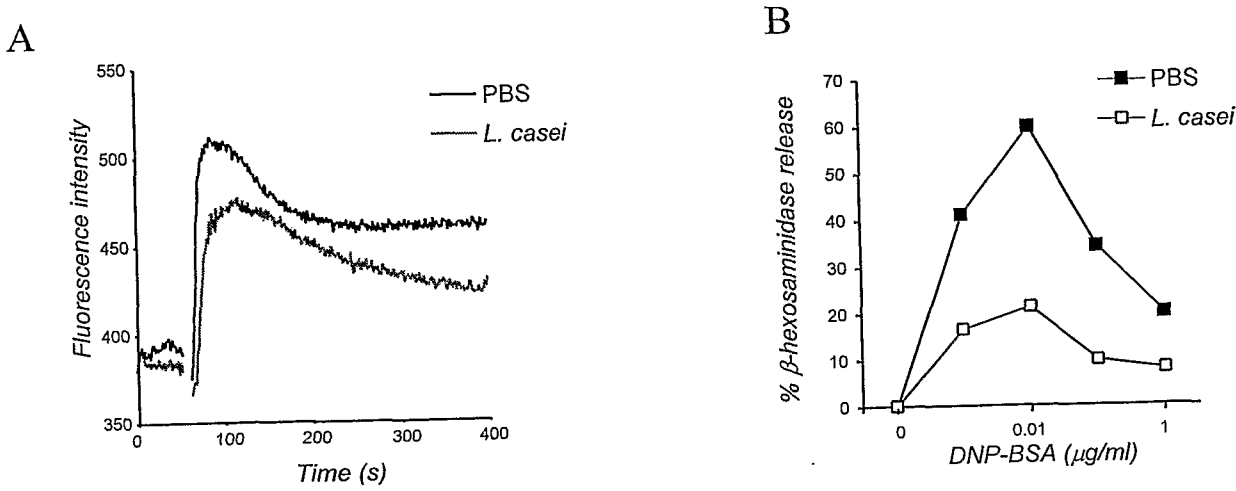 A
550
500
450
400
350
Fluorescence intensity
PBS
L. casei
0
100
200
300
400
Time (s)
B
70
60
50
40
30
20
10
0
% β-hexosaminidase release
PBS
L. casei
0
0.01
1
DNP-BSA (μg/ml)